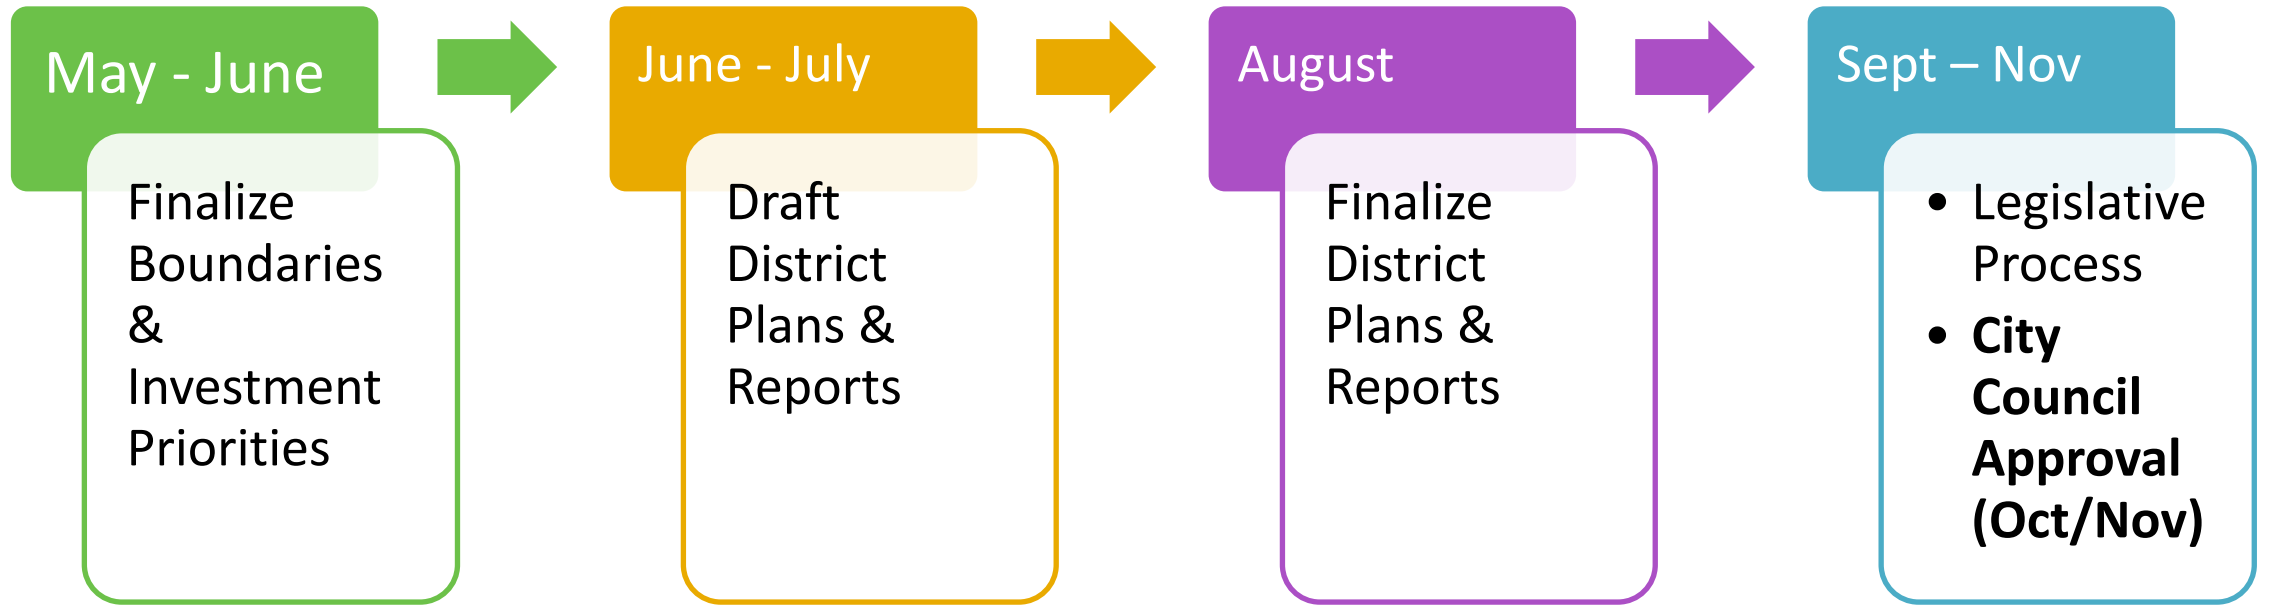 May - June
Finalize
Boundaries
&
Investment
Priorities
June - July
Draft
District
Plans &
Reports
August
Finalize
District
Plans &
Reports
Sept – Nov
• Legislative
Process
• City
Council
Approval
(Oct/Nov)